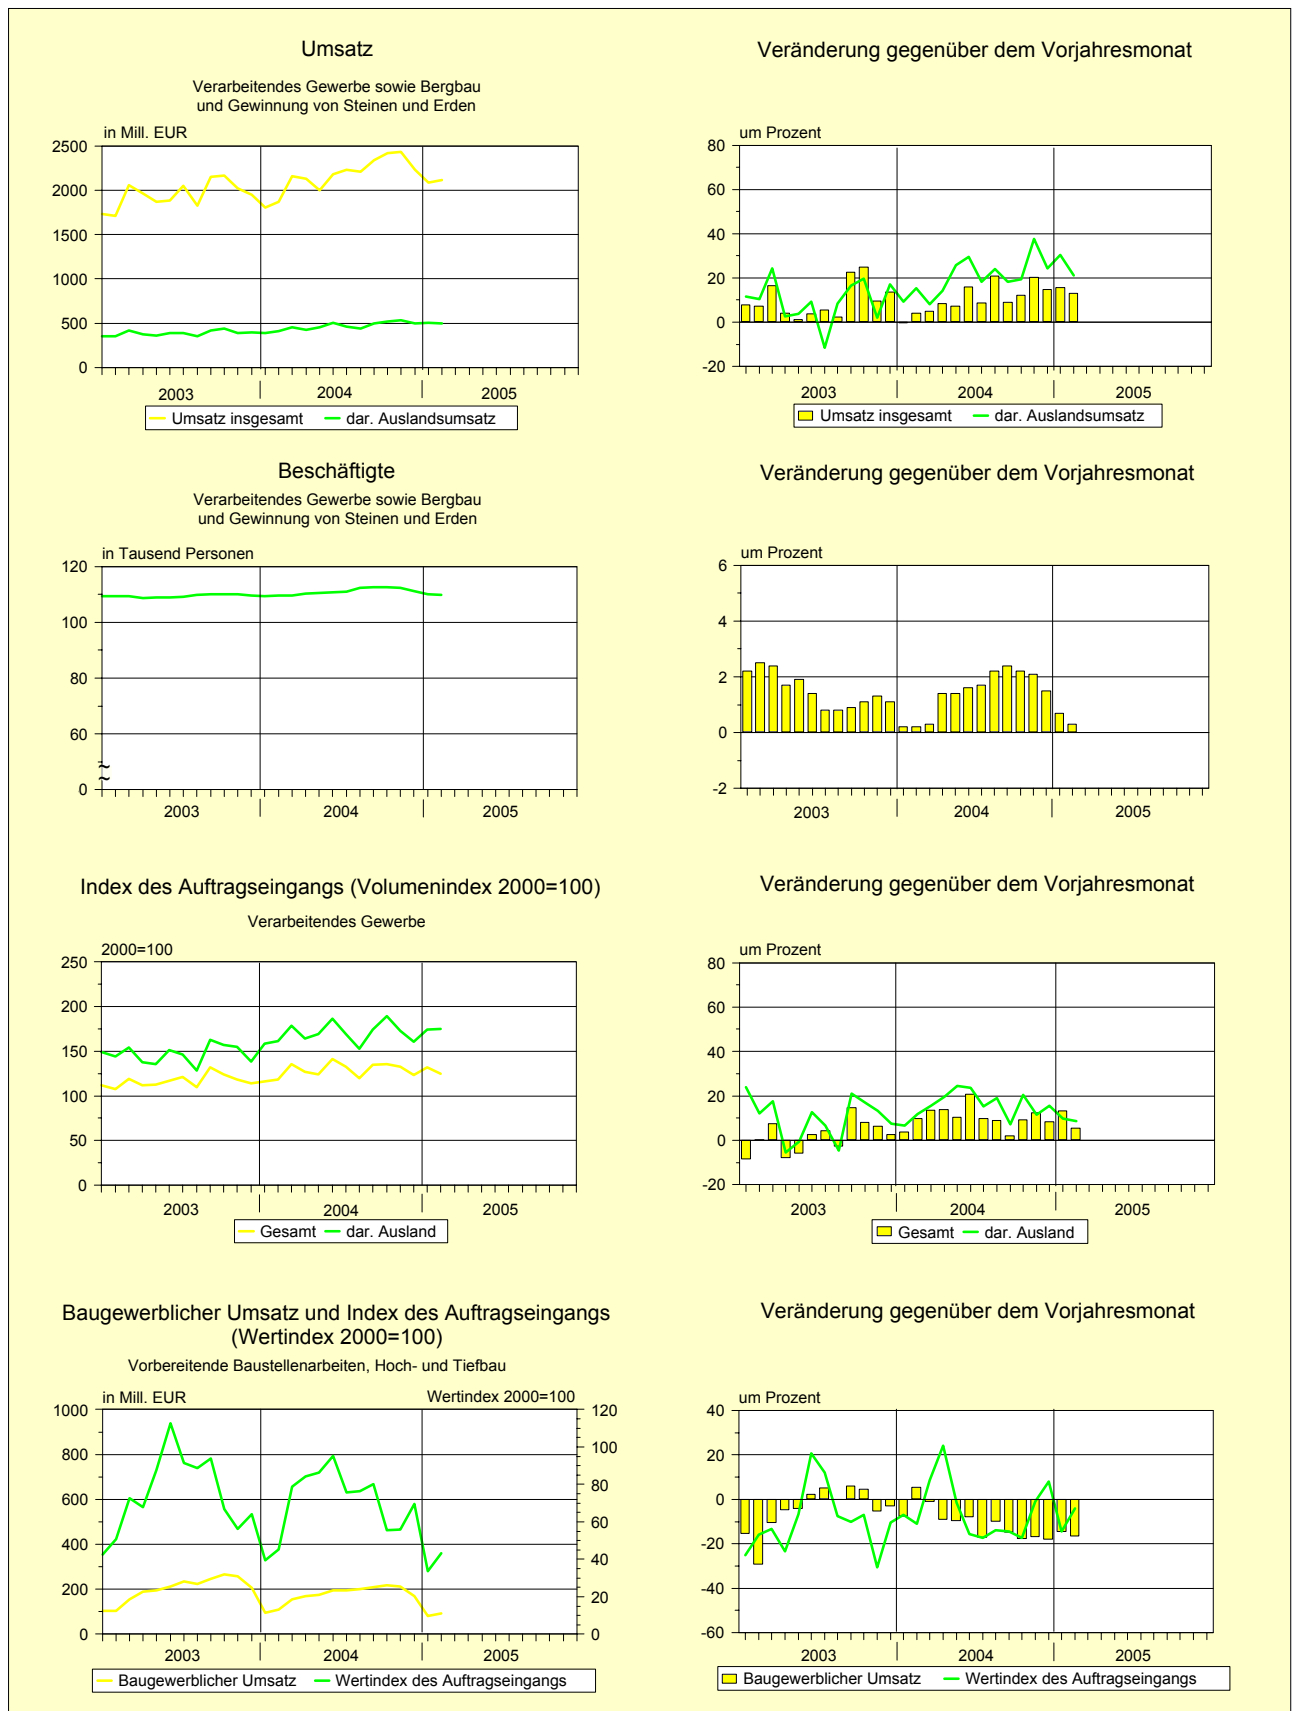 Umsatz
Verarbeitendes Gewerbe sowie Bergbau
und Gewinnung von Steinen und Erden
in Mill. EUR
2500
2000
1500
1000
500
0
2003
2004
2005
Umsatz insgesamt
dar. Auslandsumsatz
Veränderung gegenüber dem Vorjahresmonat
um Prozent
80
60
40
20
0
-20
2003
2004
2005
Umsatz insgesamt
dar. Auslandsumsatz
Beschäftigte
Verarbeitendes Gewerbe sowie Bergbau
und Gewinnung von Steinen und Erden
in Tausend Personen
120
100
80
60
~
~
0
2003
2004
2005
Veränderung gegenüber dem Vorjahresmonat
um Prozent
6
4
2
0
-2
2003
2004
2005
Index des Auftragseingangs (Volumenindex 2000=100)
Verarbeitendes Gewerbe
2000=100
250
200
150
100
50
0
2003
2004
2005
Gesamt
dar. Ausland
Veränderung gegenüber dem Vorjahresmonat
um Prozent
80
60
40
20
0
-20
2003
2004
2005
Gesamt
dar. Ausland
Baugewerblicher Umsatz und Index des Auftragseingangs
(Wertindex 2000=100)
Vorbereitende Baustellenarbeiten, Hoch- und Tiefbau
in Mill. EUR
Wertindex 2000=100
1000
800
600
400
200
0
120
100
80
60
40
20
0
2003
2004
2005
Baugewerblicher Umsatz
Wertindex des Auftragseingangs
Veränderung gegenüber dem Vorjahresmonat
um Prozent
40
20
0
-20
-40
-60
2003
2004
2005
Baugewerblicher Umsatz
Wertindex des Auftragseingangs